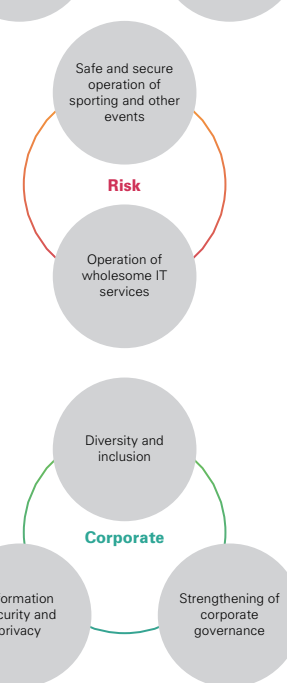 Safe and secure
operation of
sporting and other
events
Risk
Operation of
wholesome IT
services
Diversity and
inclusion
Corporate
privacy
Strengthening of
corporate
governance